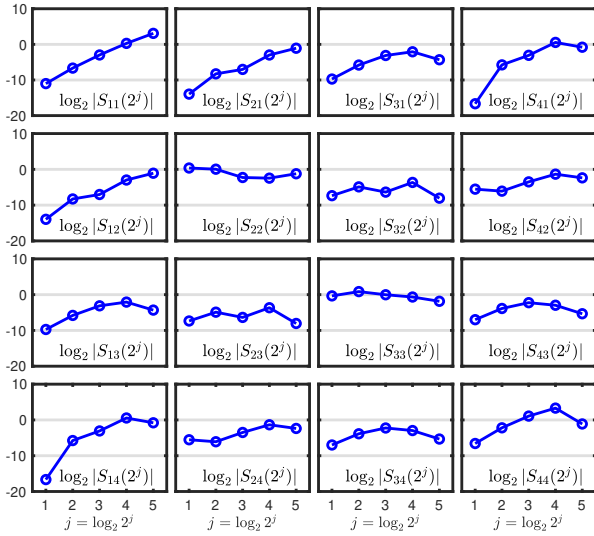 10
0
-10
-20
log₂ |S₁₁(2ʲ)|
log₂ |S₂₁(2ʲ)|
log₂ |S₃₁(2ʲ)|
log₂ |S₄₁(2ʲ)|
10
0
-10
-20
log₂ |S₁₂(2ʲ)|
log₂ |S₂₂(2ʲ)|
log₂ |S₃₂(2ʲ)|
log₂ |S₄₂(2ʲ)|
10
0
-10
-20
log₂ |S₁₃(2ʲ)|
log₂ |S₂₃(2ʲ)|
log₂ |S₃₃(2ʲ)|
log₂ |S₄₃(2ʲ)|
10
0
-10
-20
log₂ |S₁₄(2ʲ)|
log₂ |S₂₄(2ʲ)|
log₂ |S₃₄(2ʲ)|
log₂ |S₄₄(2ʲ)|
1 2 3 4 5
1 2 3 4 5
1 2 3 4 5
1 2 3 4 5
j = log₂ 2ʲ
j = log₂ 2ʲ
j = log₂ 2ʲ
j = log₂ 2ʲ